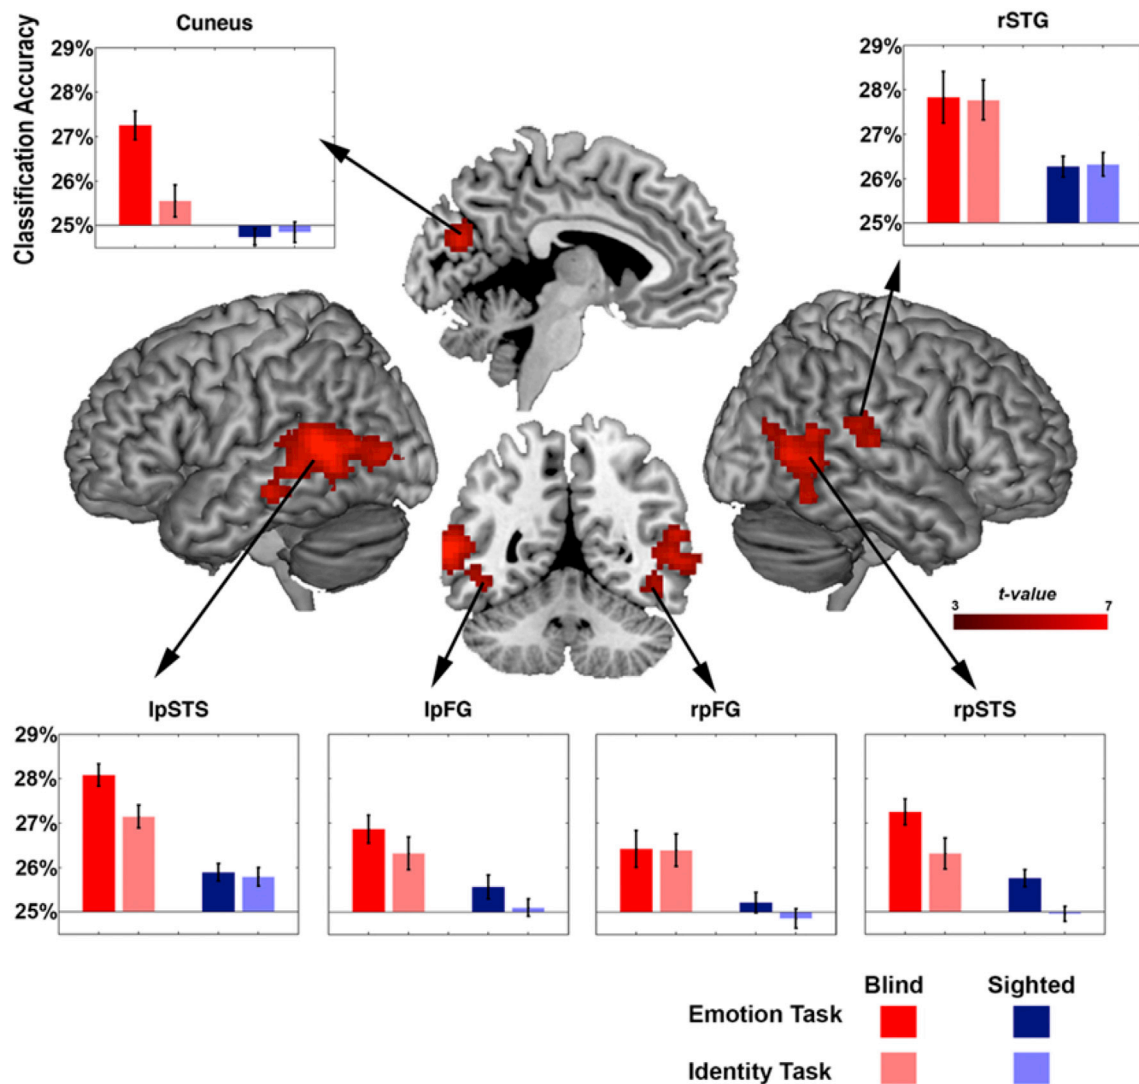 Cuneus
rSTG
Classification Accuracy
29%
28%
27%
26%
25%
29%
28%
27%
26%
25%
t-value
3
7
lpSTS
lpFG
rpFG
rpSTS
29%
28%
27%
26%
25%
Blind
Sighted
Emotion Task
Identity Task